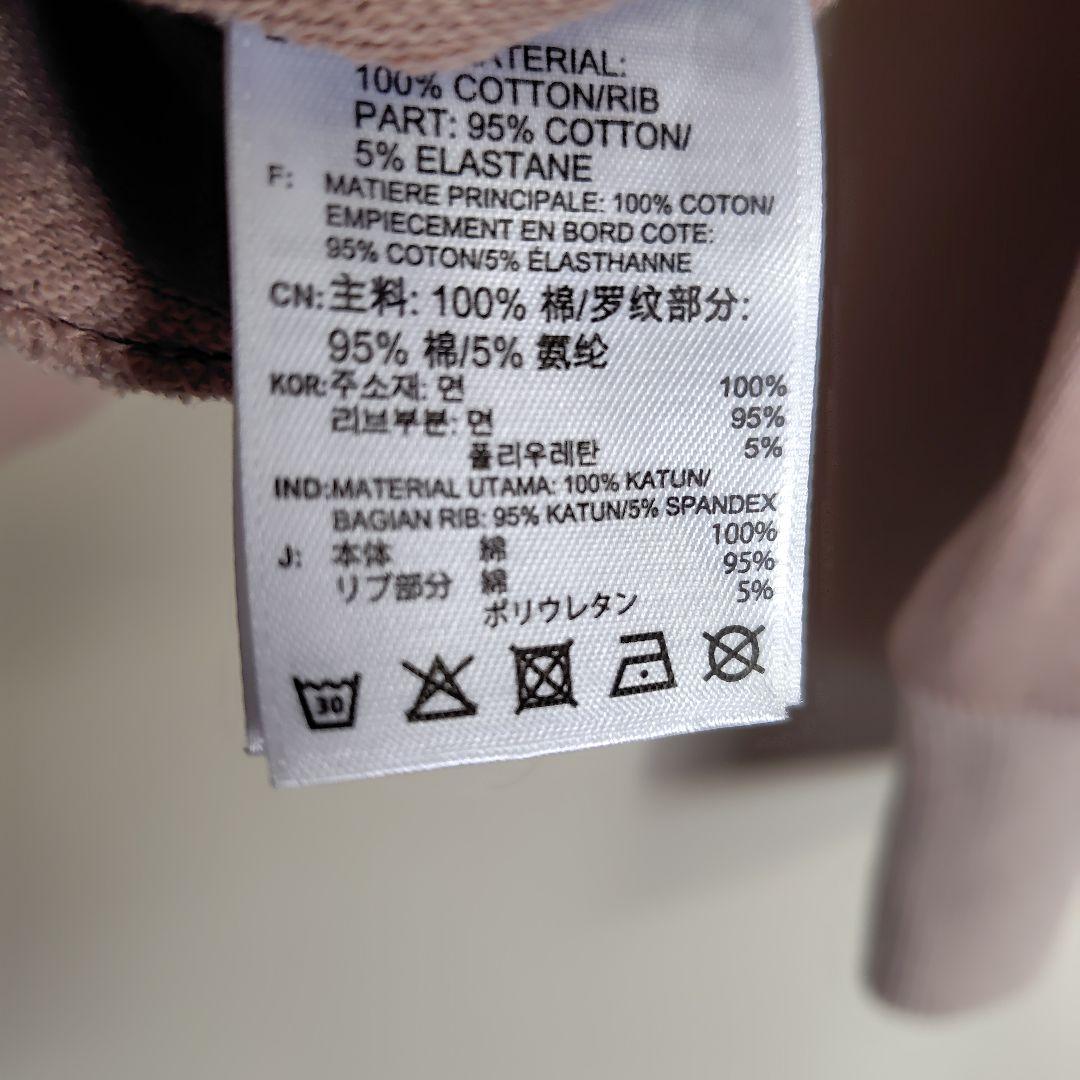 100% COTTON/RIB
PART: 95% COTTON/
5% ELASTANE
F: MATIERE PRINCIPALE: 100% COTON/
EMPIECEMENT EN BORD COTE:
95% COTON/5% ÉLASTHANNE
CN: 主料: 100% 棉/罗纹部分:
95% 棉/5% 氨纶
KOR: 주소재: 면 100%
리브부분: 면 95%
폴리우레탄 5%
IND: MATERIAL UTAMA: 100% KATUN/
BAGIAN RIB: 95% KATUN/5% SPANDEX
J: 本体 綿 100%
リブ部分 綿 95%
ポリウレタン 5%
30